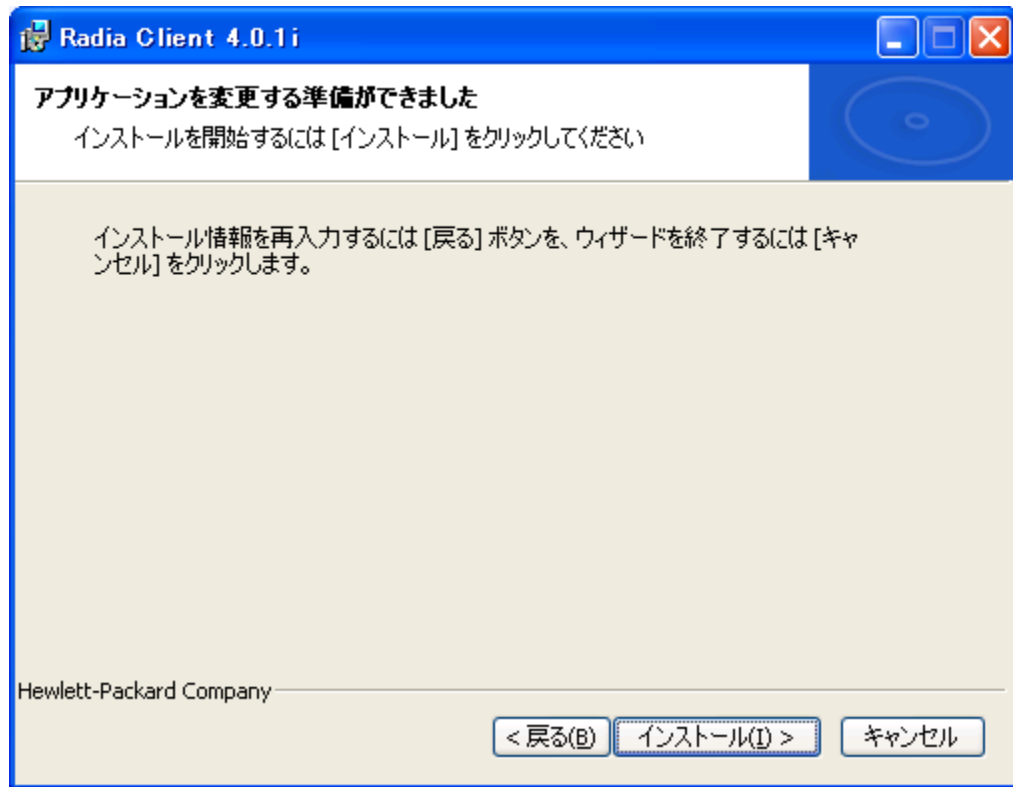 Radia Client 4.0.1i
アプリケーションを変更する準備ができました
インストールを開始するには [インストール] をクリックしてください
インストール情報を再入力するには [戻る] ボタンを、ウィザードを終了するには [キャ
ンセル] をクリックします。
Hewlett-Packard Company
< 戻る(B) インストール(I) > キャンセル